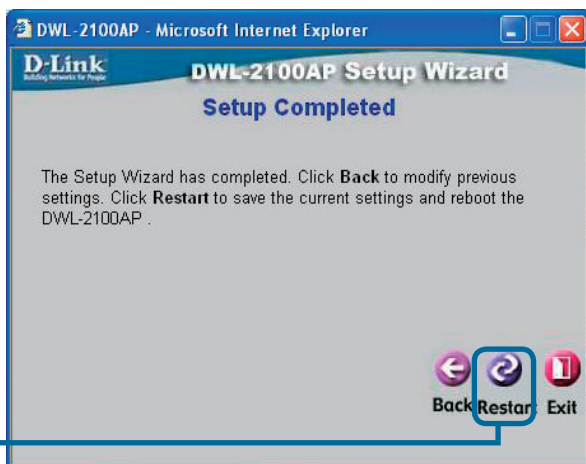 DWL-2100AP - Microsoft Internet Explorer
D-Link
Building Networks for People
DWL-2100AP Setup Wizard
Setup Completed
The Setup Wizard has completed. Click Back to modify previous
settings. Click Restart to save the current settings and reboot the
DWL-2100AP .
Back Restart Exit